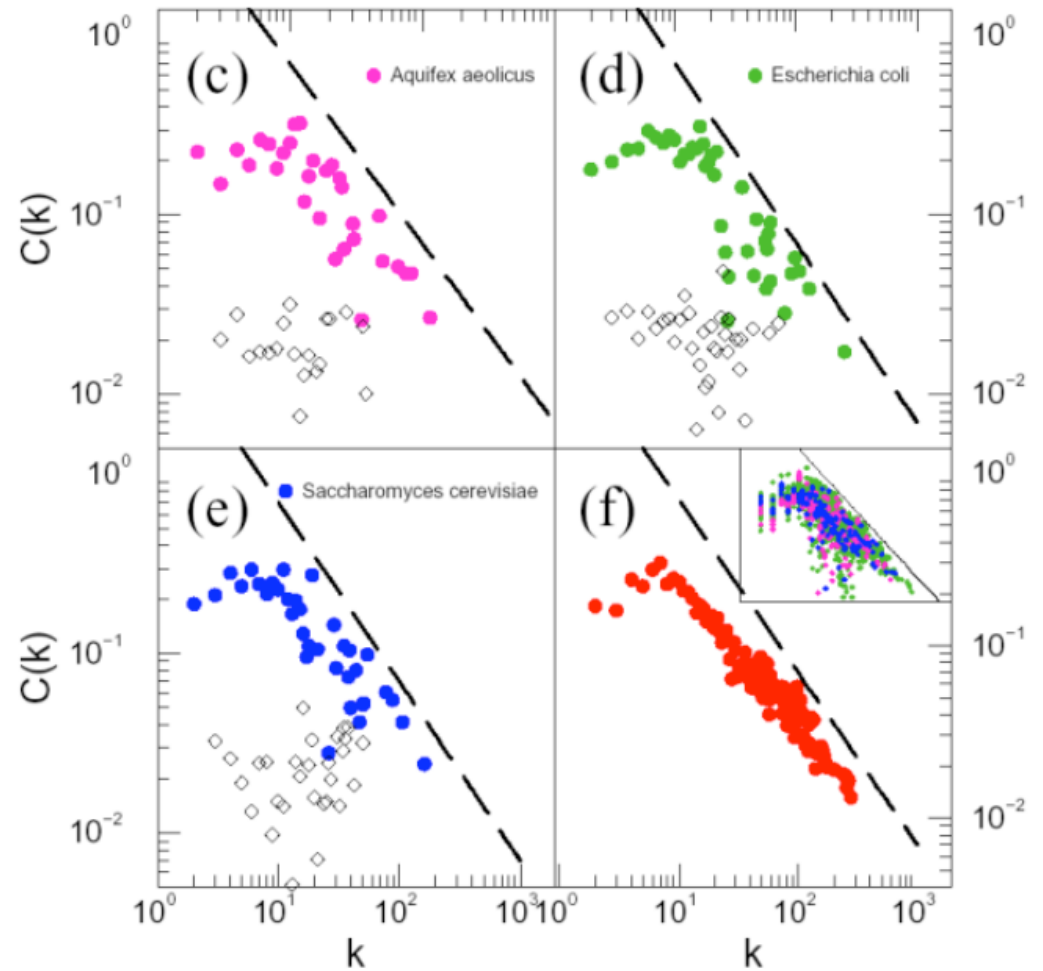 10⁰
(c)
Aquifex aeolicus
(d)
Escherichia coli
10⁰
C(k)
10⁻¹
10⁻¹
10⁻²
10⁻²
10⁰
(e)
Saccharomyces cerevisiae
(f)
10⁰
C(k)
10⁻¹
10⁻¹
10⁻²
10⁻²
10⁰
10¹
10²
10³
10⁰
10¹
10²
10³
k
k